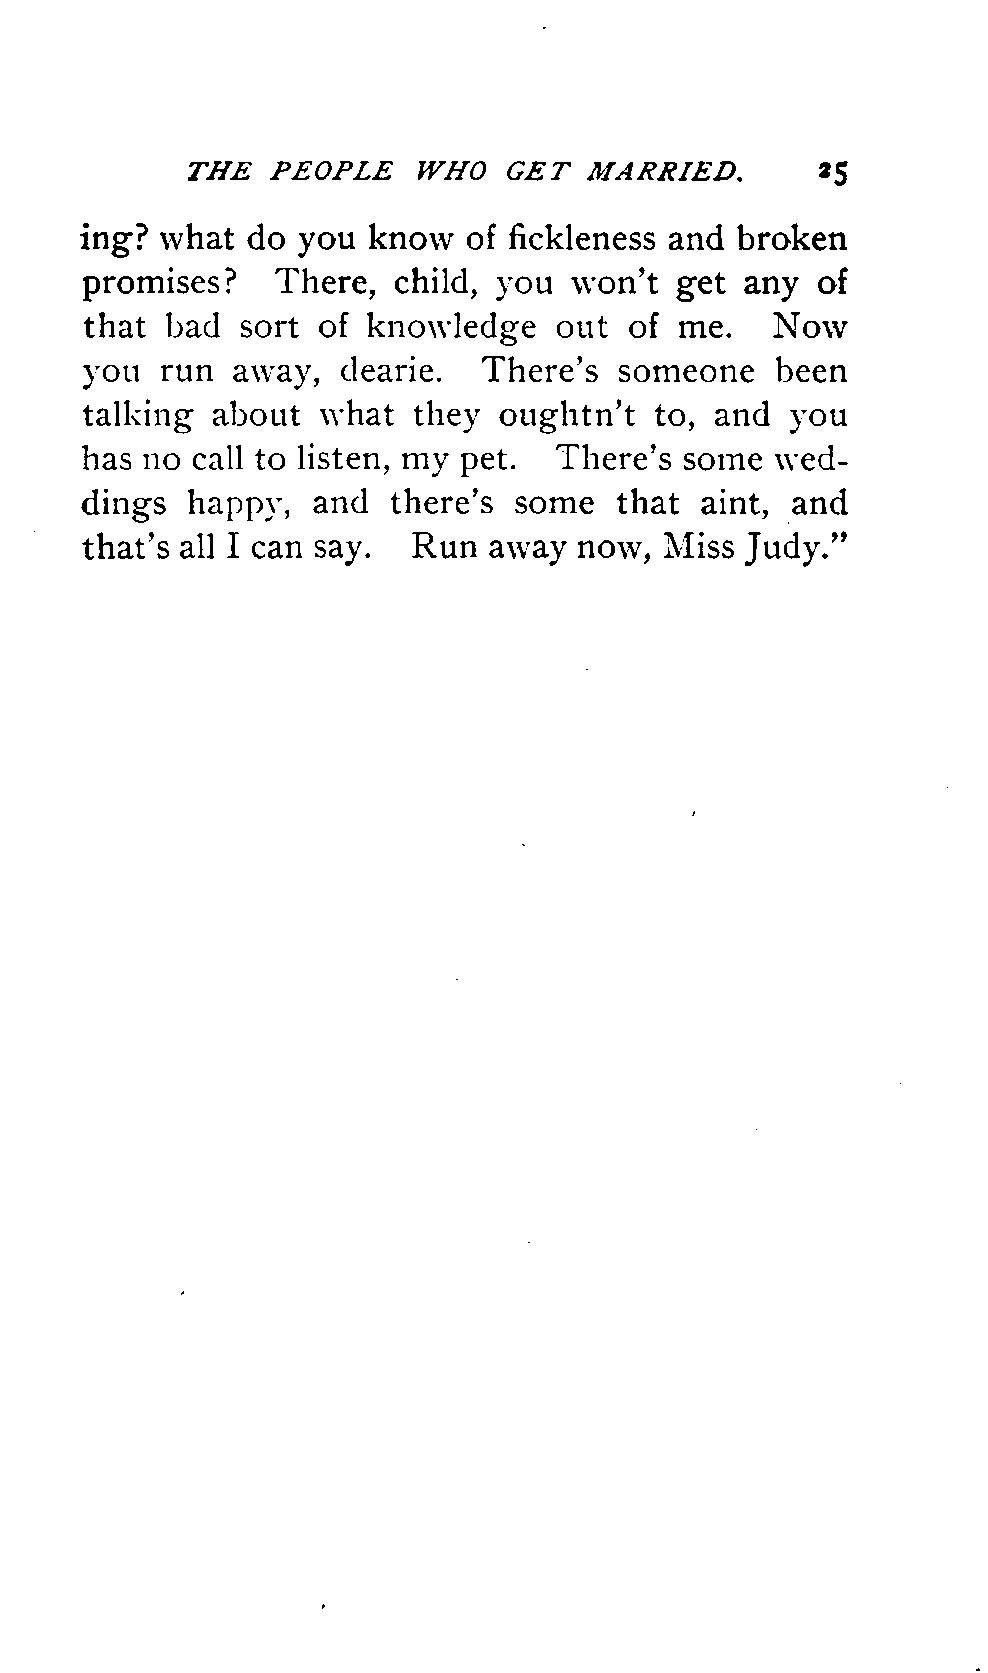 THE PEOPLE WHO GET MARRIED. 25
ing? what do you know of fickleness and broken
promises? There, child, you won't get any of
that bad sort of knowledge out of me. Now
you run away, dearie. There's someone been
talking about what they oughtn't to, and you
has no call to listen, my pet. There's some wed-
dings happy, and there's some that aint, and
that's all I can say. Run away now, Miss Judy."